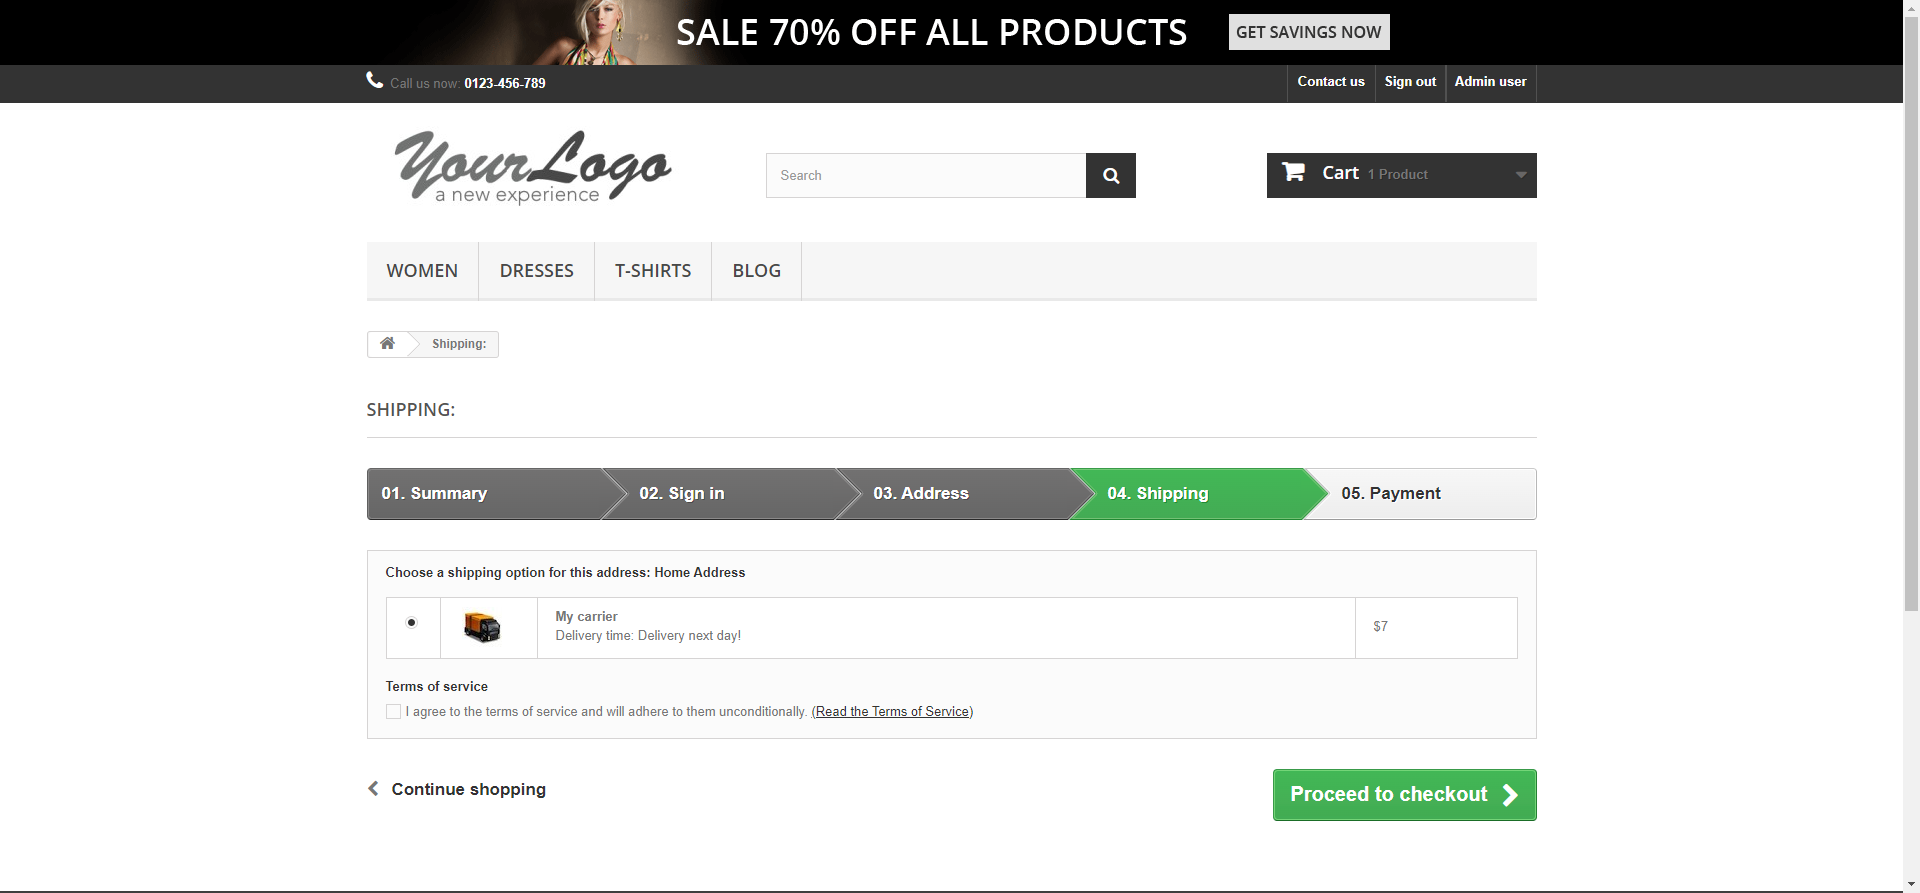 SALE 70% OFF ALL PRODUCTS GET SAVINGS NOW
Call us now: 0123-456-789 Contact us Sign out Admin user
YourLogo
a new experience
Search
Cart 1 Product
WOMEN DRESSES T-SHIRTS BLOG
Shipping:
SHIPPING:
01. Summary 02. Sign in 03. Address 04. Shipping 05. Payment
Choose a shipping option for this address: Home Address
My carrier
Delivery time: Delivery next day!
$7
Terms of service
I agree to the terms of service and will adhere to them unconditionally. (Read the Terms of Service)
Continue shopping
Proceed to checkout